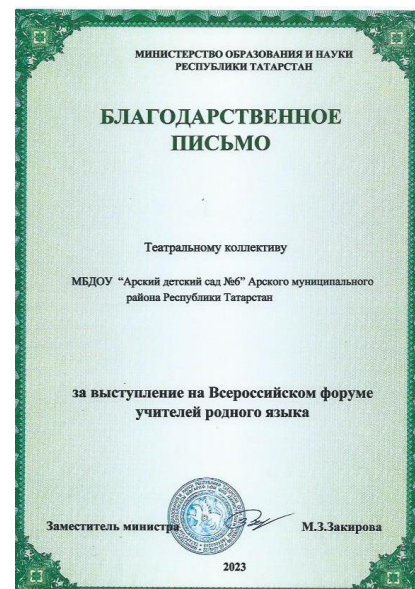 МИНИСТЕРСТВО ОБРАЗОВАНИЯ И НАУКИ
РЕСПУБЛИКИ ТАТАРСТАН
БЛАГОДАРСТВЕННОЕ
ПИСЬМО
Театральному коллективу
МБДОУ “Арский детский сад №6” Арского муниципального
района Республики Татарстан
за выступление на Всероссийском форуме
учителей родного языка
Заместитель министра М.З.Закирова
2023